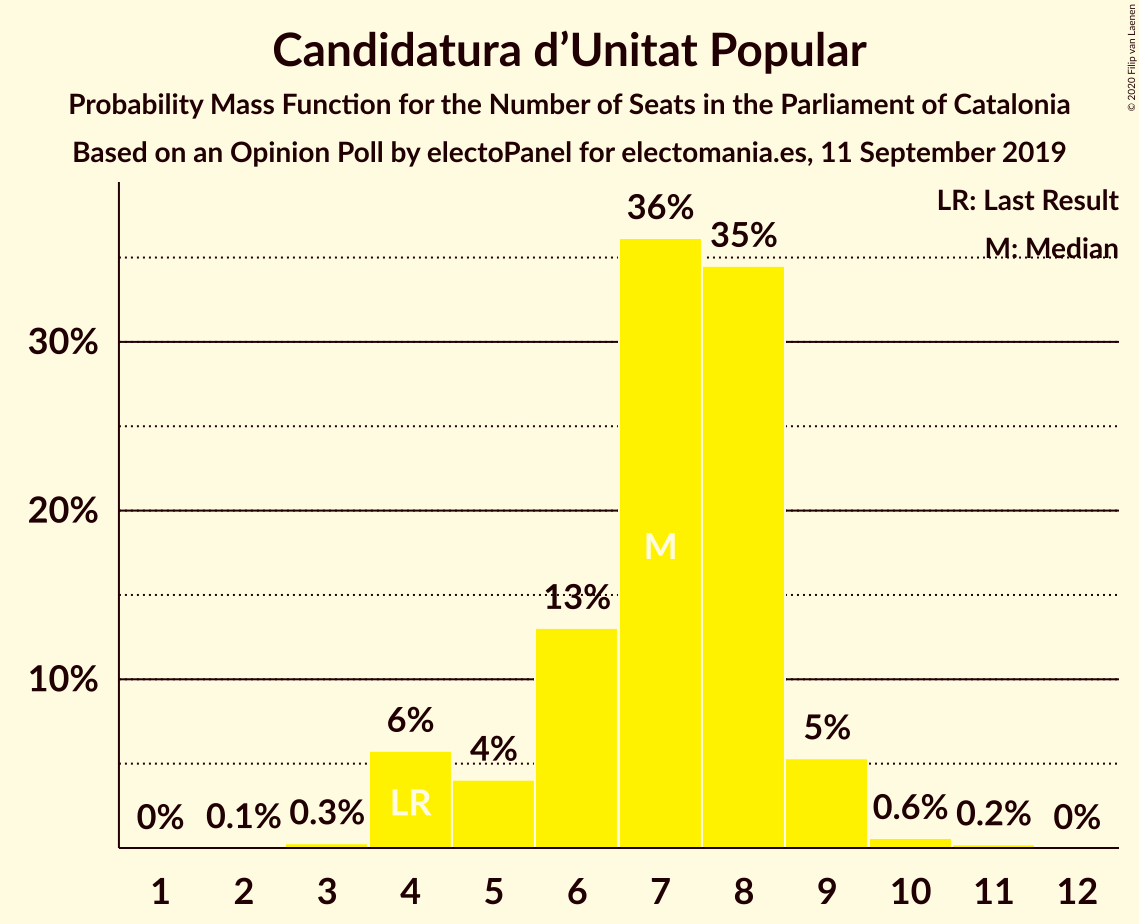 Candidatura d’Unitat Popular
Probability Mass Function for the Number of Seats in the Parliament of Catalonia
Based on an Opinion Poll by electoPanel for electomania.es, 11 September 2019
© 2020 Filip van Laenen
LR: Last Result
M: Median
36%
35%
30%
20%
M
13%
10%
6%
4%
5%
LR
0%
0.1%
0.3%
0.6%
0.2%
0%
1 2 3 4 5 6 7 8 9 10 11 12